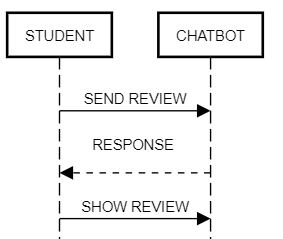 STUDENT
CHATBOT
SEND REVIEW
RESPONSE
SHOW REVIEW